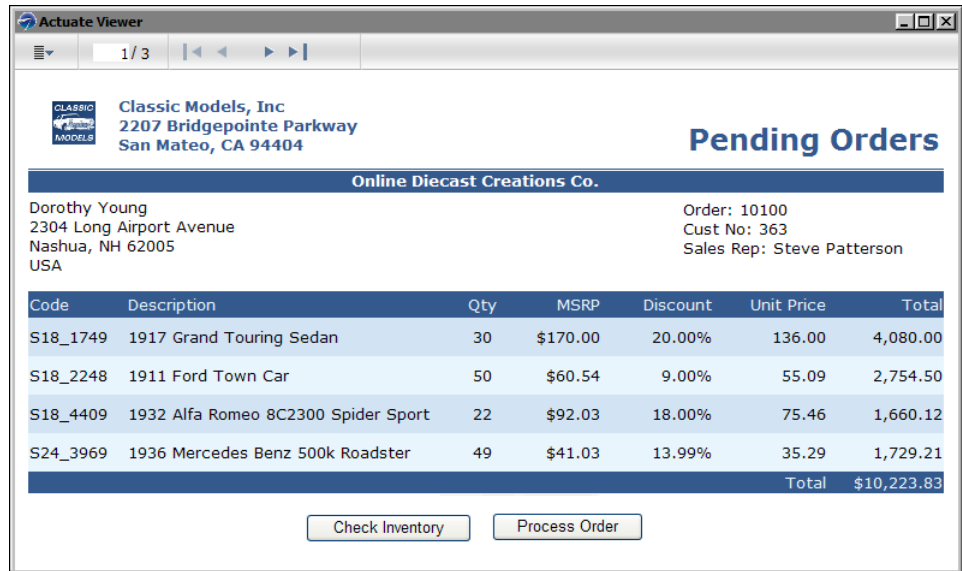 Actuate Viewer
1/ 3
CLASSIC
MODELS
Classic Models, Inc
2207 Bridgepointe Parkway
San Mateo, CA 94404
Pending Orders
Online Diecast Creations Co.
Dorothy Young
2304 Long Airport Avenue
Nashua, NH 62005
USA
Order: 10100
Cust No: 363
Sales Rep: Steve Patterson
Code Description Qty MSRP Discount Unit Price Total
S18_1749 1917 Grand Touring Sedan 30 $170.00 20.00% 136.00 4,080.00
S18_2248 1911 Ford Town Car 50 $60.54 9.00% 55.09 2,754.50
S18_4409 1932 Alfa Romeo 8C2300 Spider Sport 22 $92.03 18.00% 75.46 1,660.12
S24_3969 1936 Mercedes Benz 500k Roadster 49 $41.03 13.99% 35.29 1,729.21
Total $10,223.83
Check Inventory Process Order